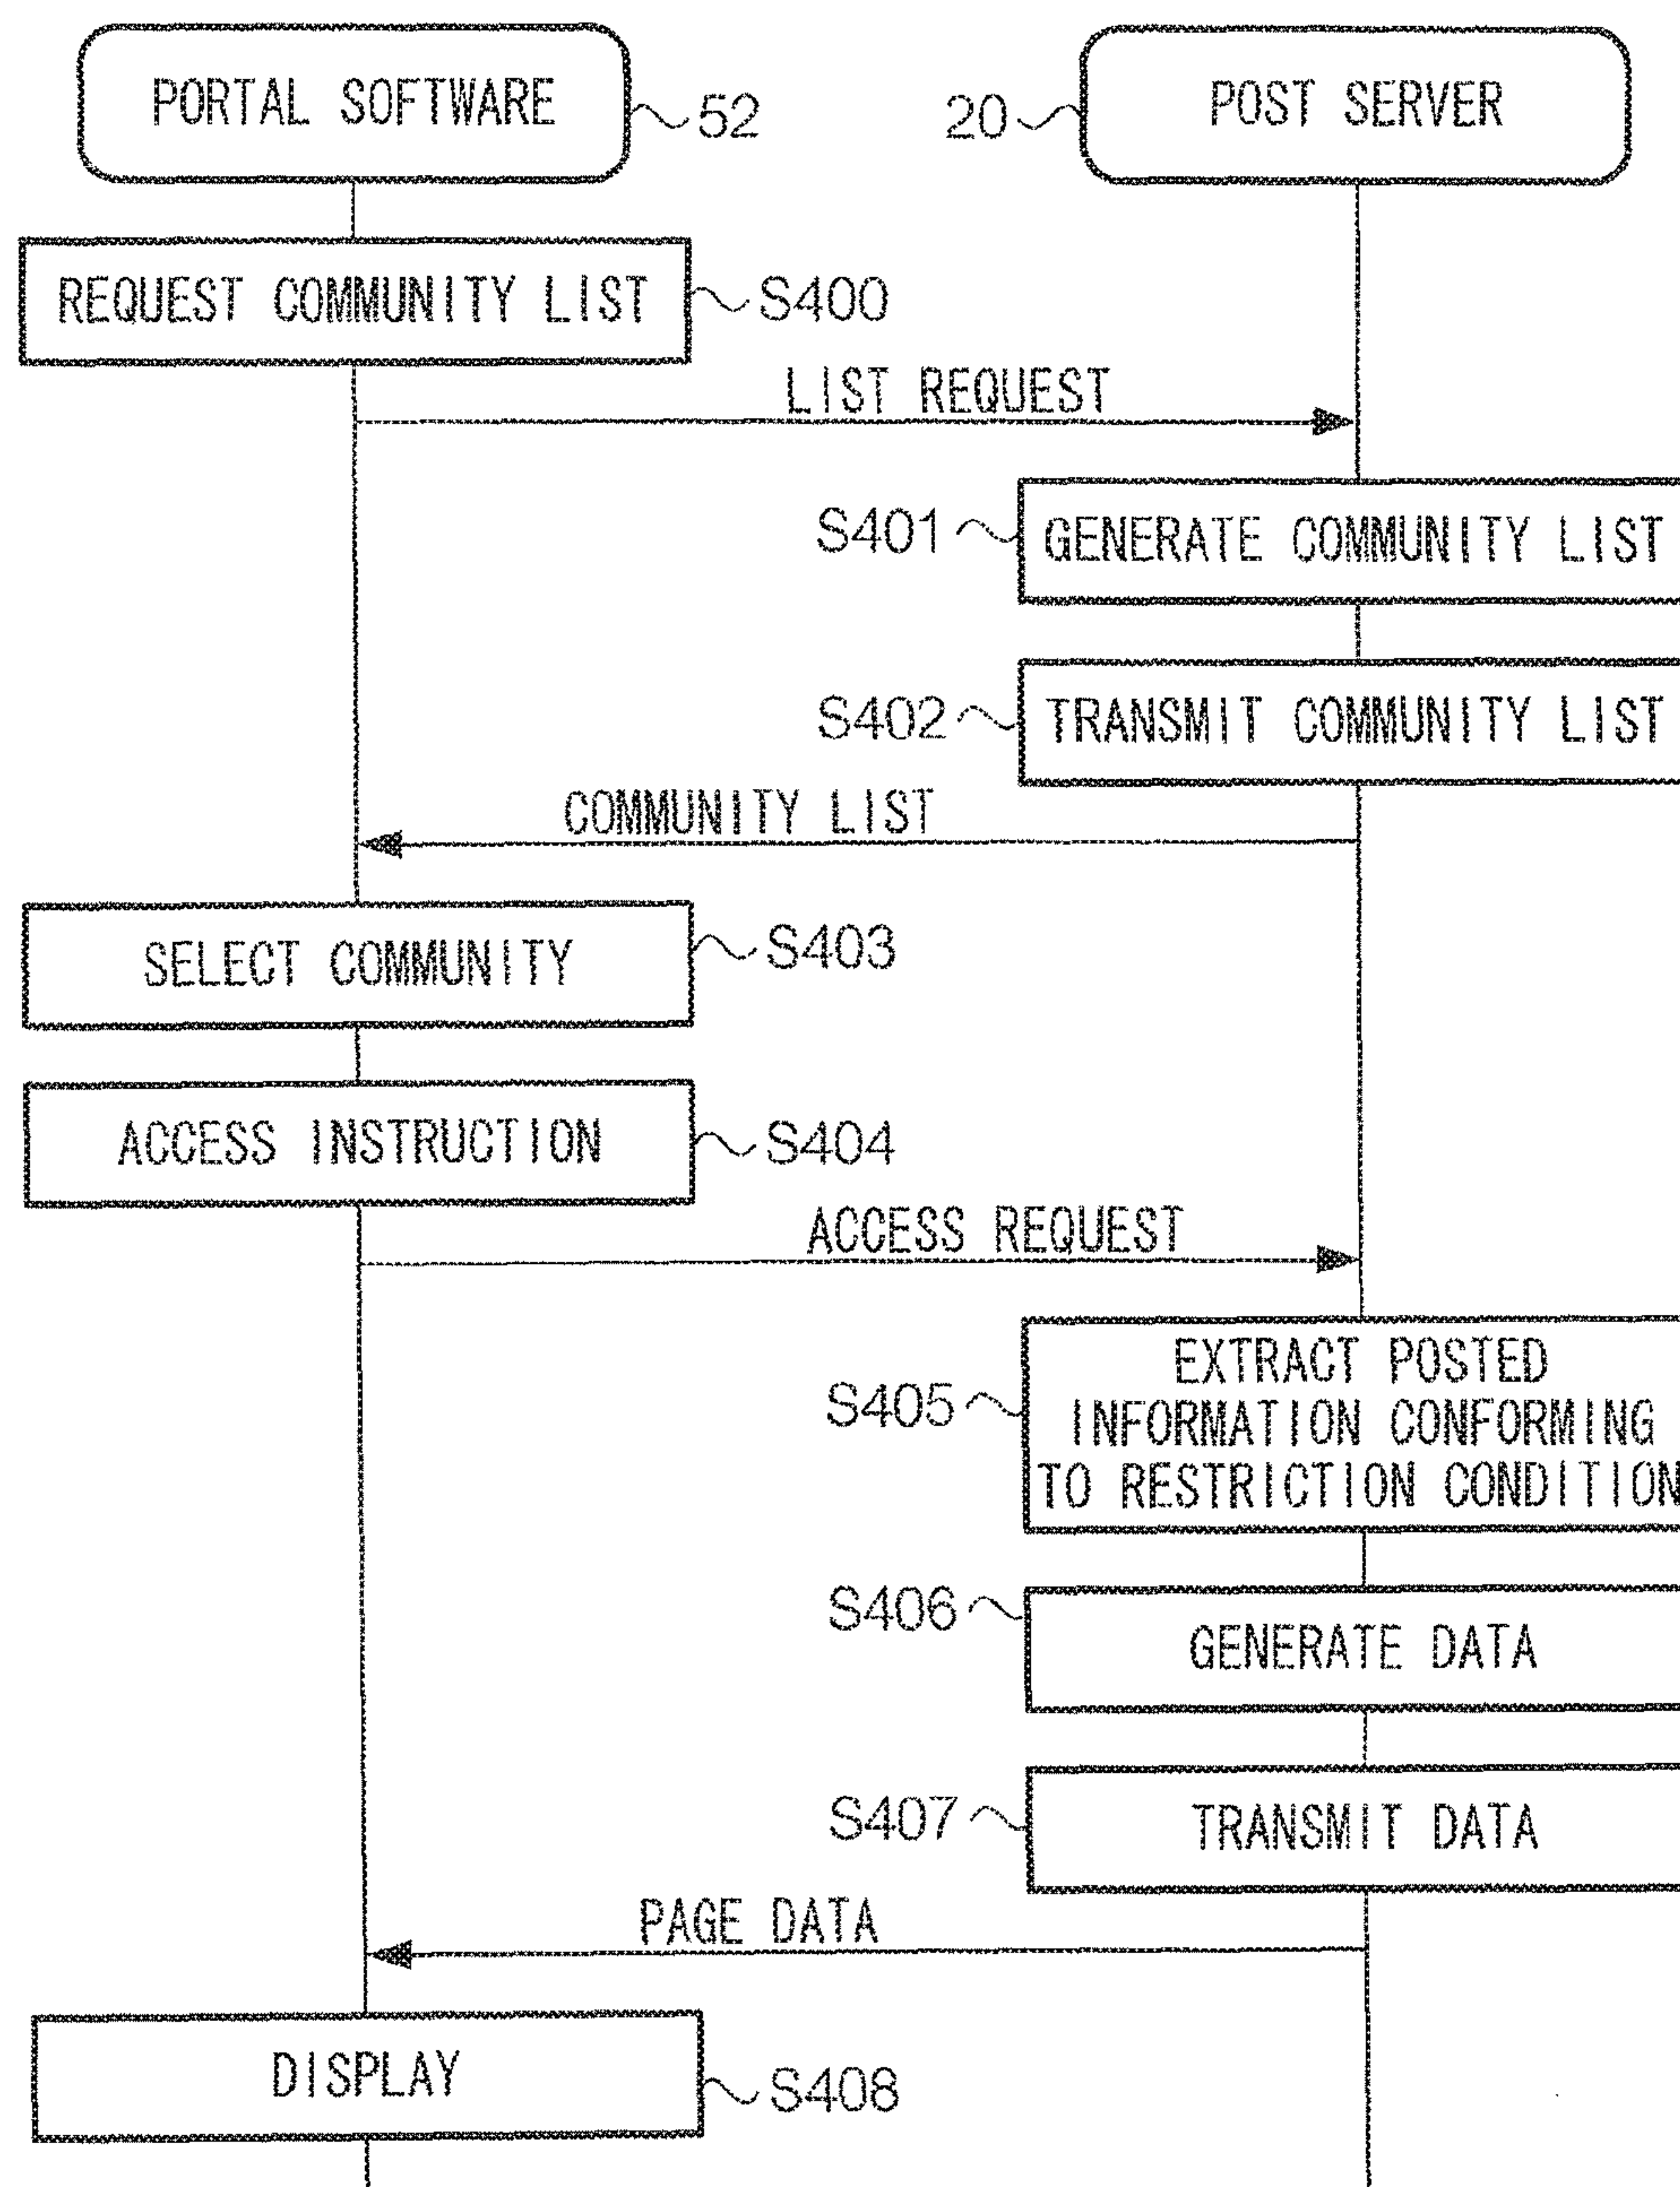 PORTAL SOFTWARE
52
20
POST SERVER
REQUEST COMMUNITY LIST
S400
LIST REQUEST
S401
GENERATE COMMUNITY LIST
S402
TRANSMIT COMMUNITY LIST
COMMUNITY LIST
SELECT COMMUNITY
S403
ACCESS INSTRUCTION
S404
ACCESS REQUEST
S405
EXTRACT POSTED
INFORMATION CONFORMING
TO RESTRICTION CONDITION
S406
GENERATE DATA
S407
TRANSMIT DATA
PAGE DATA
DISPLAY
S408